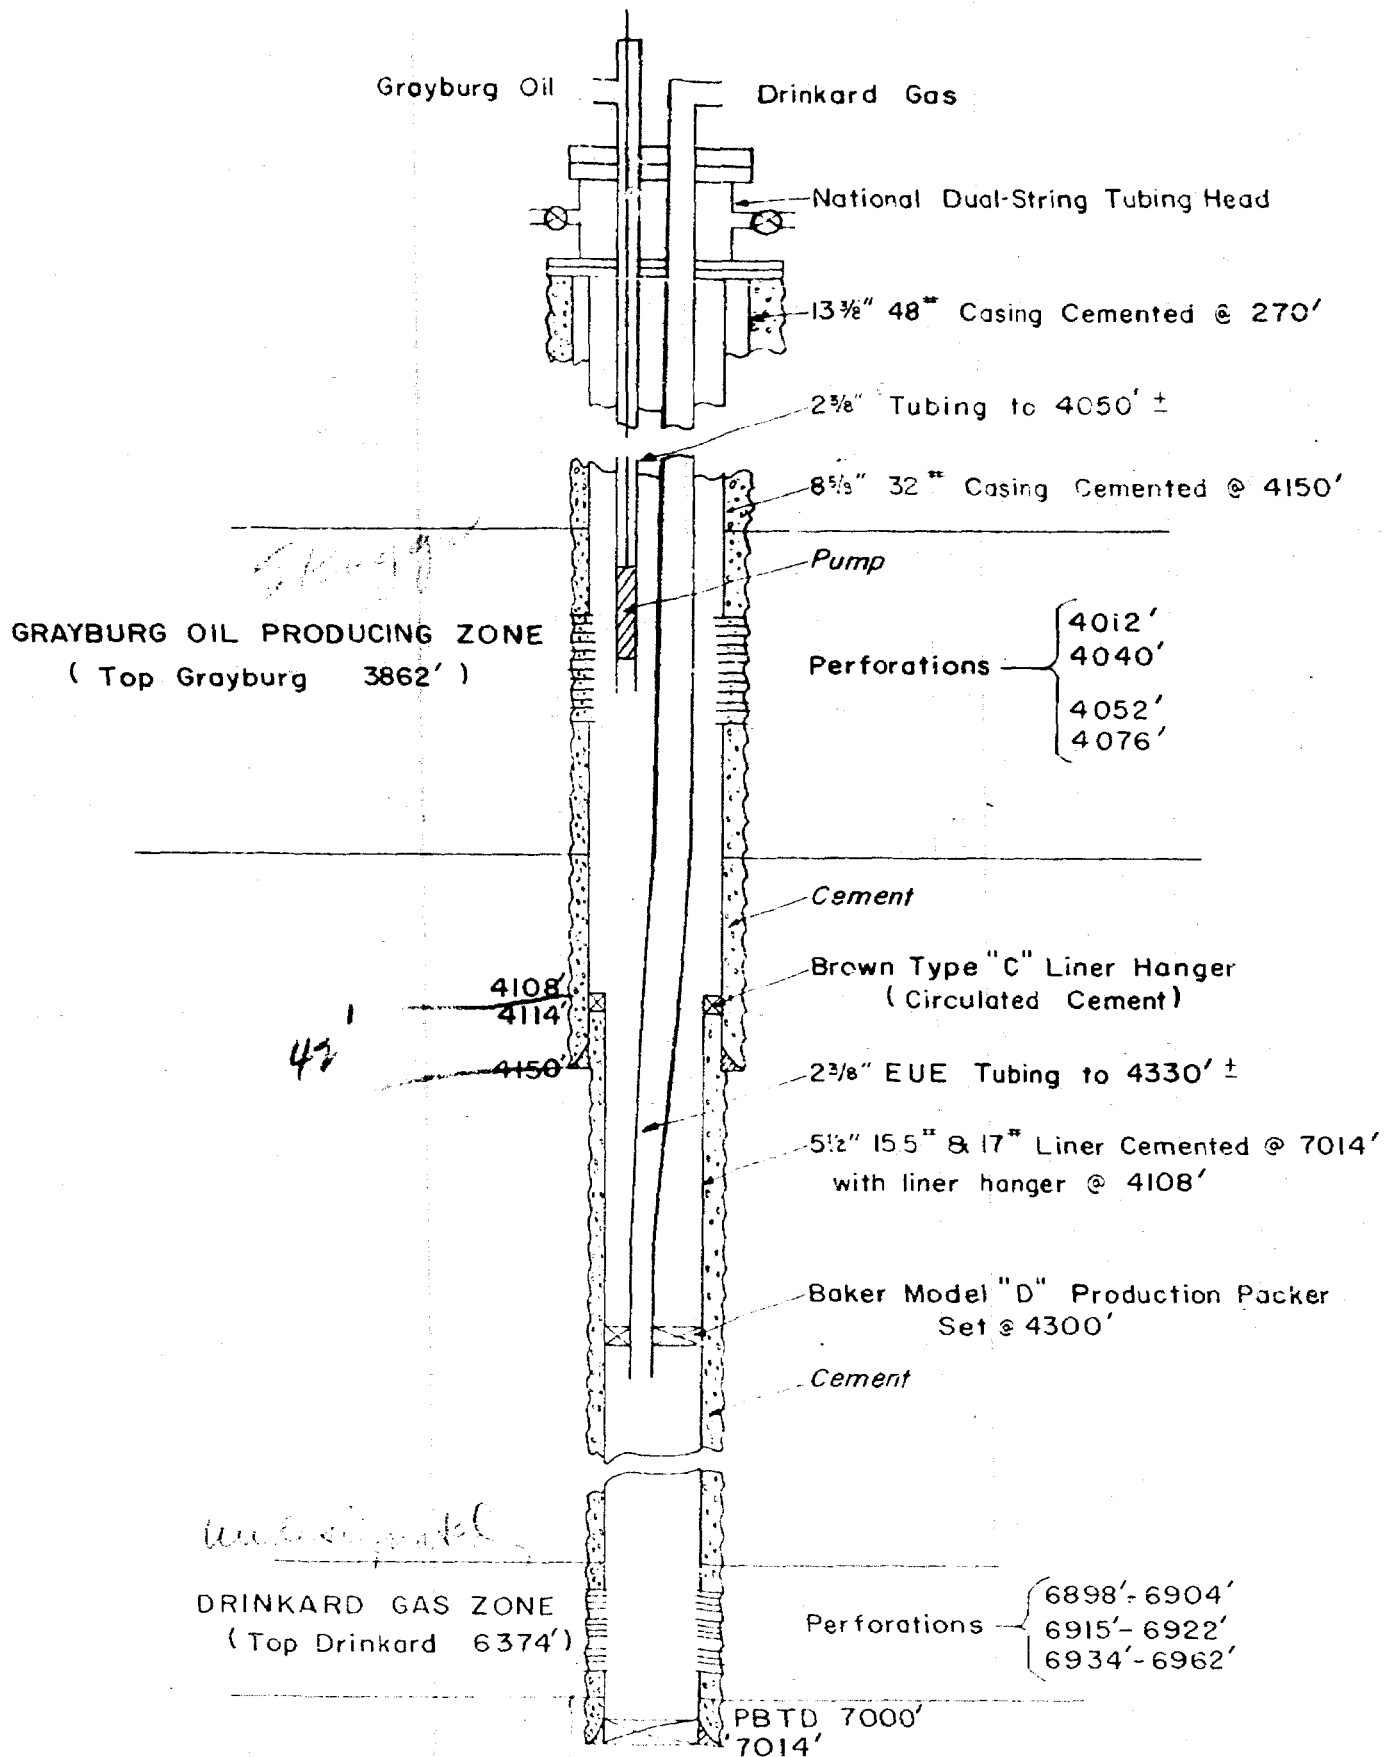 Grayburg Oil
Drinkard Gas
National Dual-String Tubing Head
13 3/8" 48# Casing Cemented @ 270'
2 3/8" Tubing to 4050' ±
8 5/8" 32# Casing Cemented @ 4150'
Pump
GRAYBURG OIL PRODUCING ZONE
( Top Grayburg 3862' )
Perforations
4012'
4040'
4052'
4076'
Cement
Brown Type "C" Liner Hanger
( Circulated Cement )
4108'
4114'
4150'
2 3/8" EUE Tubing to 4330' ±
5 1/2" 15.5# & 17# Liner Cemented @ 7014'
with liner hanger @ 4108'
Baker Model "D" Production Packer
Set @ 4300'
Cement
Undesignated
DRINKARD GAS ZONE
( Top Drinkard 6374' )
Perforations
6898'-6904'
6915'-6922'
6934'-6962'
PBTD 7000'
7014'